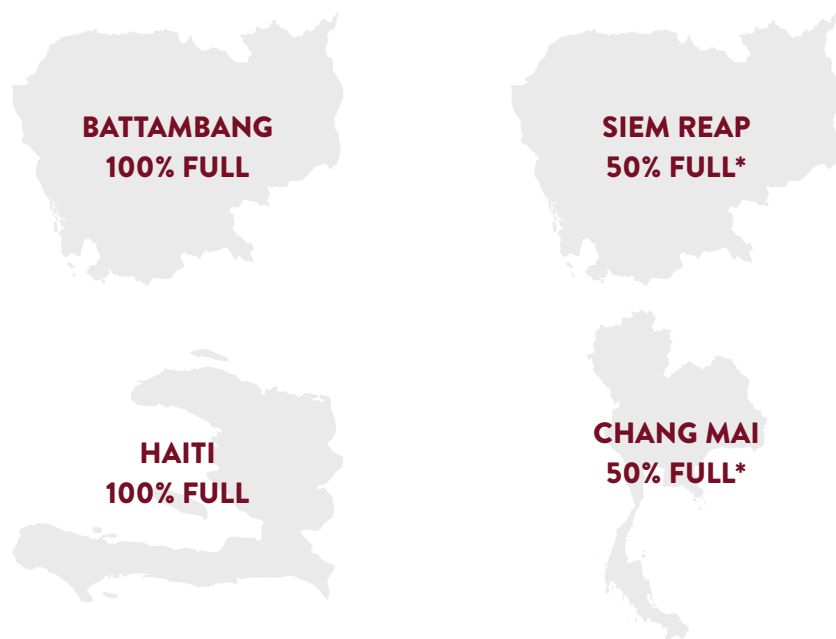 BATTAMBANG
100% FULL
SIEM REAP
50% FULL*
HAITI
100% FULL
CHANG MAI
50% FULL*